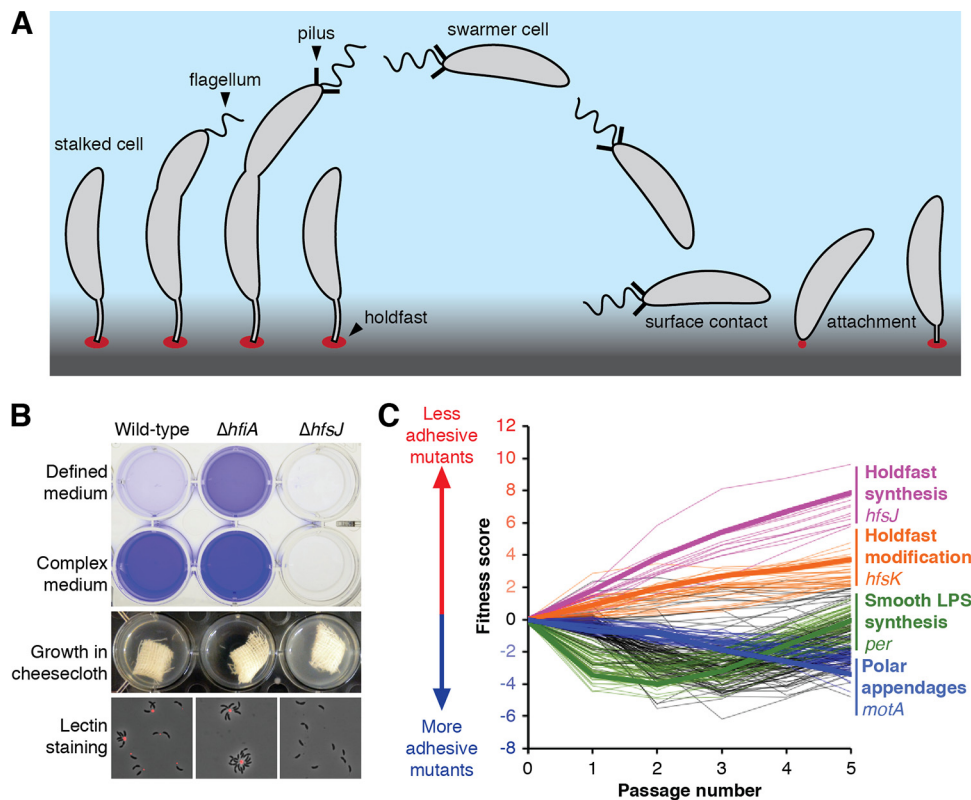 A
pilus
swarmer cell
flagellum
stalked cell
holdfast
surface contact
attachment
B
Wild-type
ΔhfiA
ΔhfsJ
Defined
medium
Complex
medium
Growth in
cheesecloth
Lectin
staining
C
Less
adhesive
mutants
More
adhesive
mutants
Fitness score
12
10
8
6
4
2
0
-2
-4
-6
-8
0
1
2
3
4
5
Passage number
Holdfast
synthesis
hfsJ
Holdfast
modification
hfsK
Smooth LPS
synthesis
per
Polar
appendages
motA